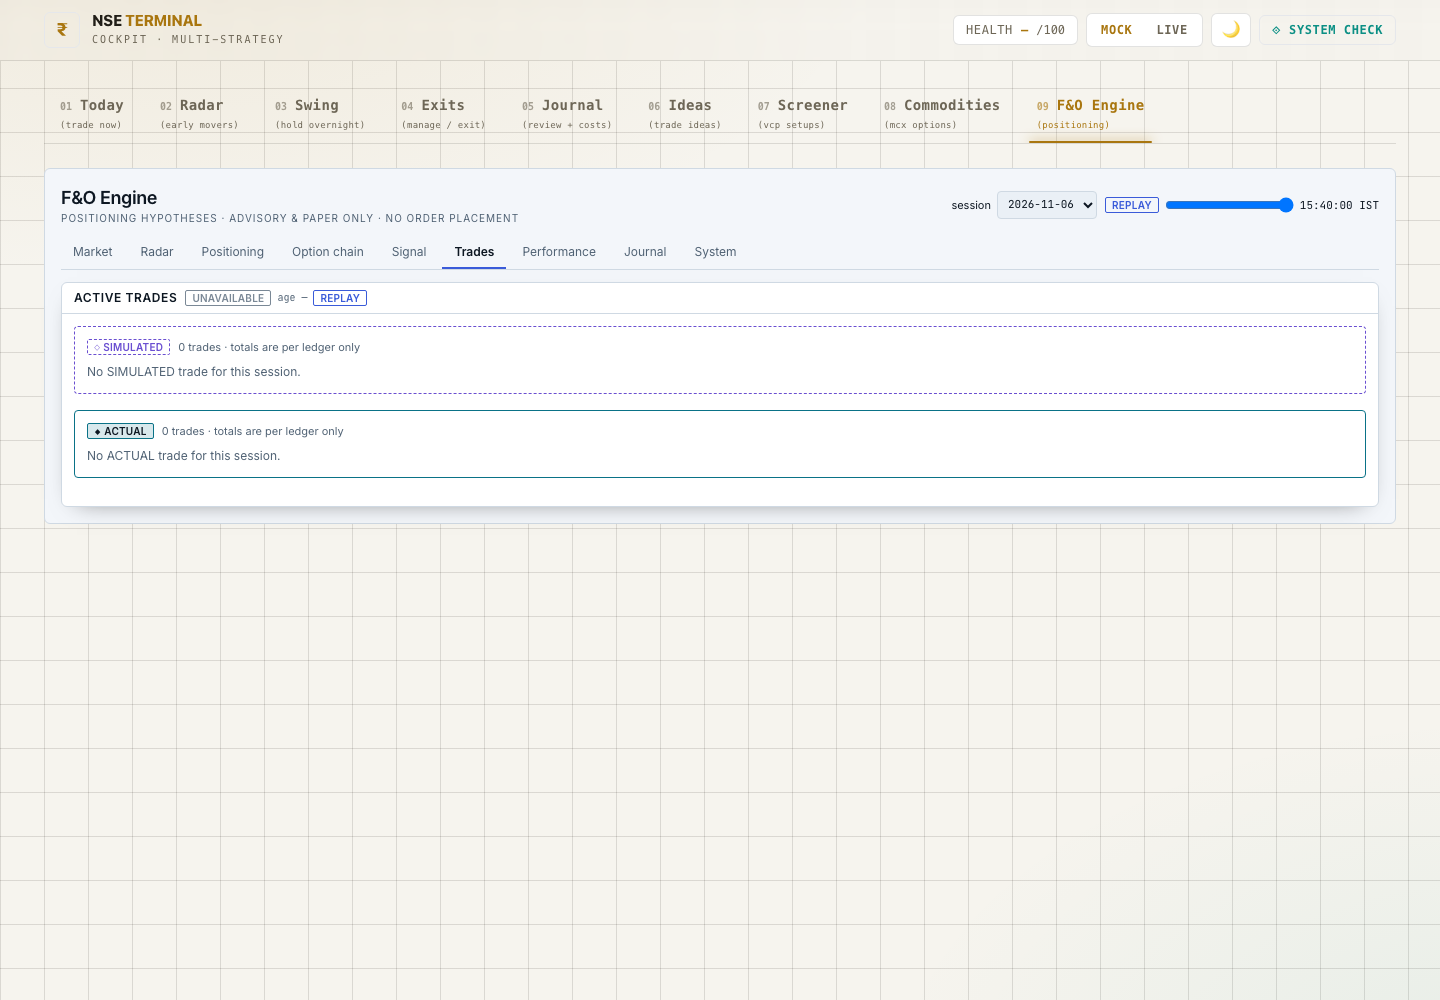 ₹
NSE TERMINAL
COCKPIT · MULTI-STRATEGY
HEALTH — /100
MOCK LIVE
🌙
⟐ SYSTEM CHECK
01 Today
(trade now)
02 Radar
(early movers)
03 Swing
(hold overnight)
04 Exits
(manage / exit)
05 Journal
(review + costs)
06 Ideas
(trade ideas)
07 Screener
(vcp setups)
08 Commodities
(mcx options)
09 F&O Engine
(positioning)
F&O Engine
POSITIONING HYPOTHESES · ADVISORY & PAPER ONLY · NO ORDER PLACEMENT
session 2026-11-06 REPLAY 15:40:00 IST
Market Radar Positioning Option chain Signal Trades Performance Journal System
ACTIVE TRADES UNAVAILABLE age — REPLAY
◇ SIMULATED 0 trades · totals are per ledger only
No SIMULATED trade for this session.
◆ ACTUAL 0 trades · totals are per ledger only
No ACTUAL trade for this session.